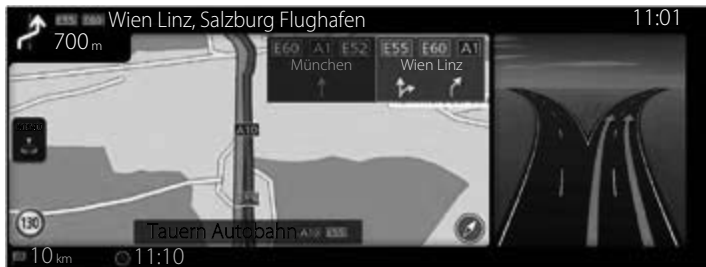 E55 E60 Wien Linz, Salzburg Flughafen 11:01
700 m
E60 A1 E52 E55 E60 A1
München Wien Linz
A10
130
Tauern Autobahn A10 E55
10 km 11:10